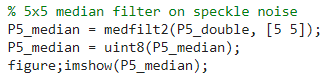 % 5x5 median filter on speckle noise
P5_median = medfilt2(P5_double, [5 5]);
P5_median = uint8(P5_median);
figure;imshow(P5_median);